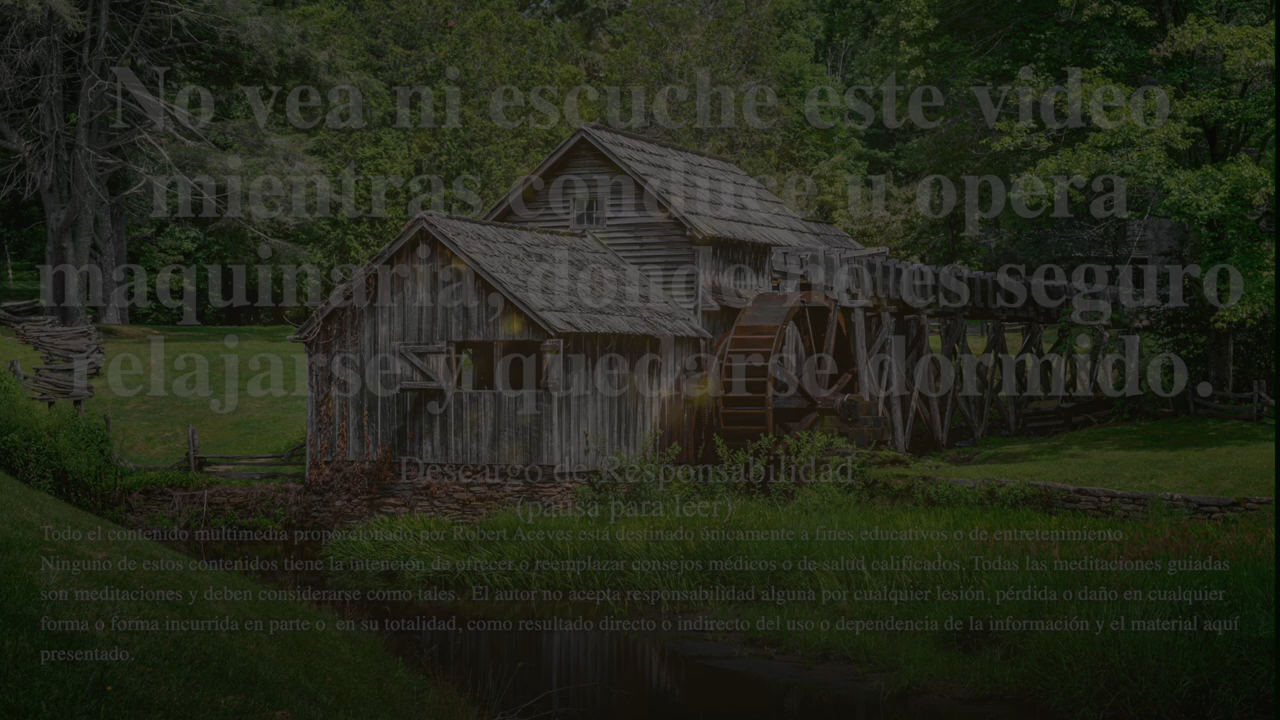 No vea ni escuche este video
mientras conduce u opera
maquinaria, donde no es seguro
relajarse y quedarse dormido.
Descargo de Responsabilidad
(pausa para leer)
Todo el contenido multimedia proporcionado por Robert Aceves está destinado únicamente a fines educativos o de entretenimiento.
Ninguno de estos contenidos tiene la intención de ofrecer o reemplazar consejos médicos o de salud calificados. Todas las meditaciones guiadas
son meditaciones y deben considerarse como tales. El autor no acepta responsabilidad alguna por cualquier lesión, pérdida o daño en cualquier
forma o forma incurrida en parte o en su totalidad, como resultado directo o indirecto del uso o dependencia de la información y el material aquí
presentado.